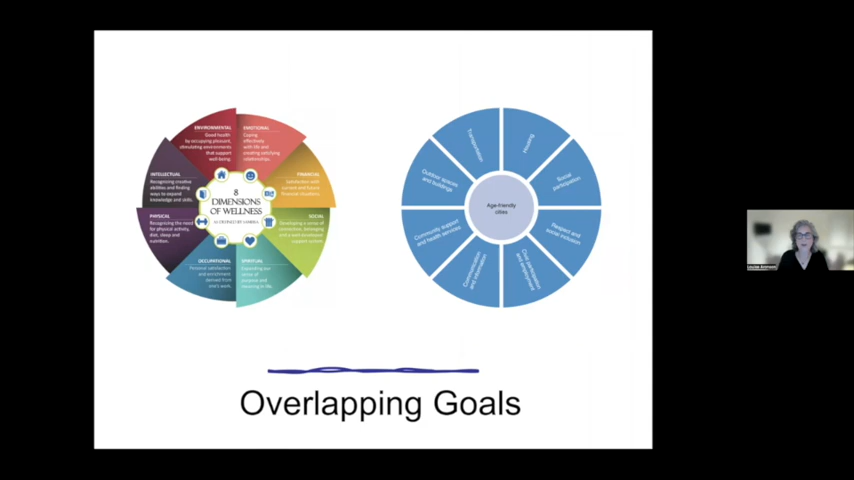 ENVIRONMENTAL
Good health
by occupying pleasant,
stimulating environments
that support
well-being.
EMOTIONAL
Coping
effectively
with life and
creating satisfying
relationships.
INTELLECTUAL
Recognizing creative
abilities and finding
ways to expand
knowledge and skills.
FINANCIAL
Satisfaction with
current and future
financial situations.
8
DIMENSIONS
OF WELLNESS
AS DEFINED BY SAMHSA
PHYSICAL
Recognizing the need
for physical activity,
diet, sleep and
nutrition.
SOCIAL
Developing a sense of
connection, belonging
and a well-developed
support system.
OCCUPATIONAL
Personal satisfaction
and enrichment
derived from
one's work.
SPIRITUAL
Expanding our
sense of
purpose and
meaning in life.
Transportation
Housing
Outdoor spaces
and buildings
Social
participation
Age-friendly
cities
Community support
and health services
Respect and
social inclusion
Communication
and information
Civic participation
and employment
Overlapping Goals
Louise Aronson